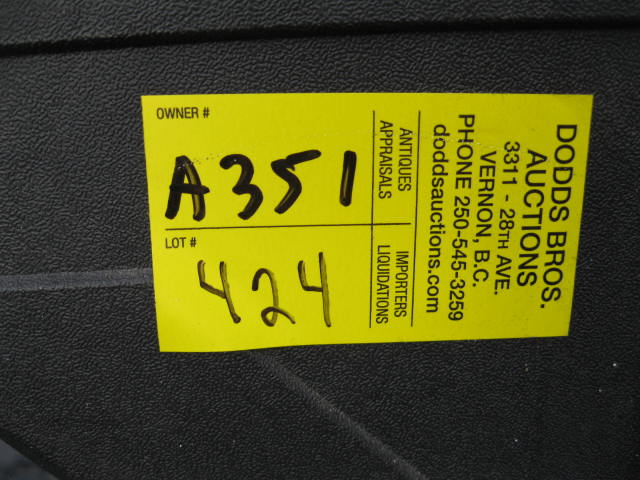 OWNER #
A351
LOT #
424
ANTIQUES
APPRAISALS
IMPORTERS
LIQUIDATIONS
DODDS BROS.
AUCTIONS
3311 - 28TH AVE.
VERNON, B.C.
PHONE 250-545-3259
doddsauctions.com